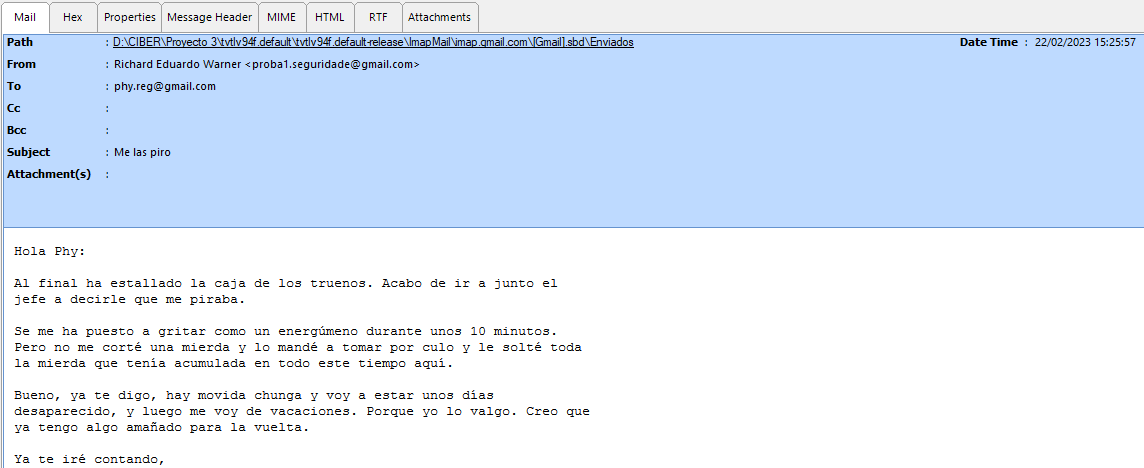 Mail Hex Properties Message Header MIME HTML RTF Attachments
Path : D:\CIBER\Proyecto 3\tvtlv94f.default\tvtlv94f.default-release\ImapMail\imap.gmail.com\[Gmail].sbd\Enviados Date Time : 22/02/2023 15:25:57
From : Richard Eduardo Warner <proba1.seguridade@gmail.com>
To : phy.reg@gmail.com
Cc :
Bcc :
Subject : Me las piro
Attachment(s) :
Hola Phy:
Al final ha estallado la caja de los truenos. Acabo de ir a junto el
jefe a decirle que me piraba.
Se me ha puesto a gritar como un energúmeno durante unos 10 minutos.
Pero no me corté una mierda y lo mandé a tomar por culo y le solté toda
la mierda que tenía acumulada en todo este tiempo aquí.
Bueno, ya te digo, hay movida chunga y voy a estar unos días
desaparecido, y luego me voy de vacaciones. Porque yo lo valgo. Creo que
ya tengo algo amañado para la vuelta.
Ya te iré contando,